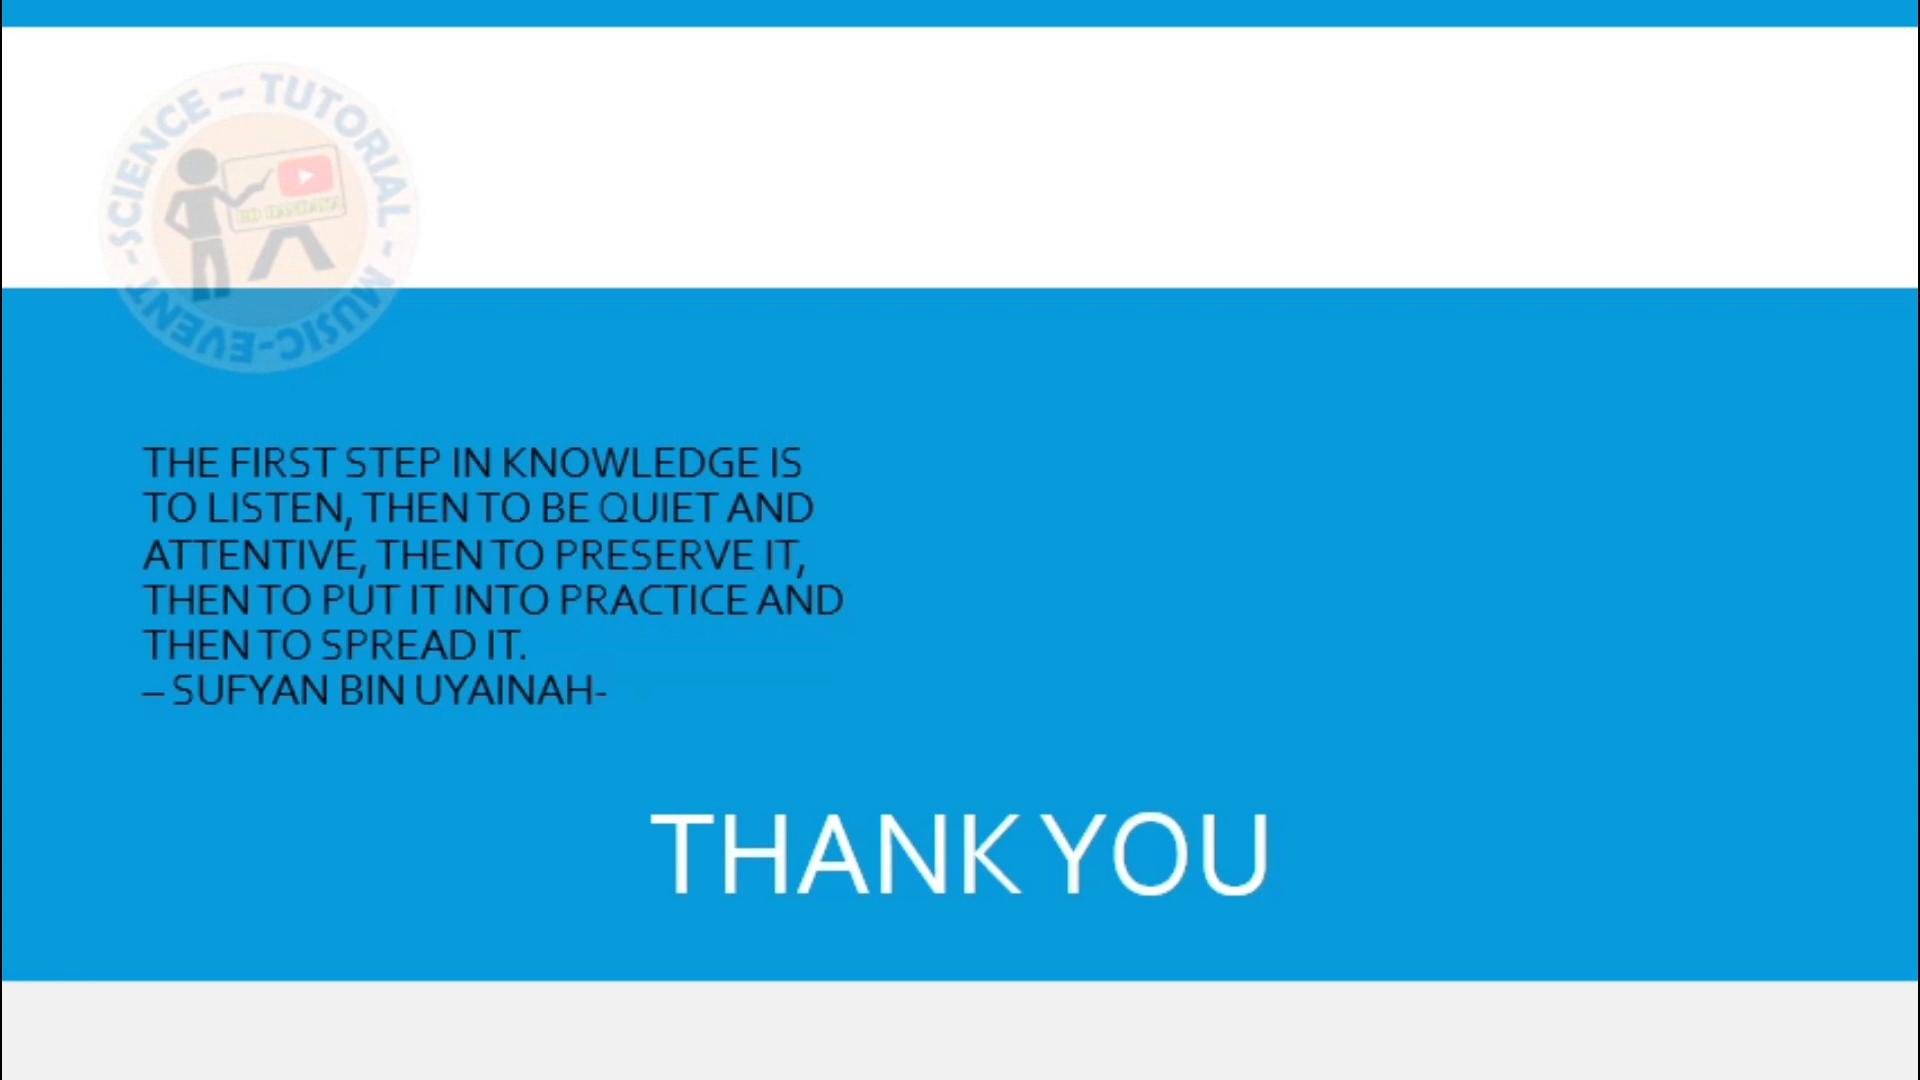 SCIENCE – TUTORIAL - MUSIC-EVENT -
THE FIRST STEP IN KNOWLEDGE IS
TO LISTEN, THEN TO BE QUIET AND
ATTENTIVE, THEN TO PRESERVE IT,
THEN TO PUT IT INTO PRACTICE AND
THEN TO SPREAD IT.
– SUFYAN BIN UYAINAH-
THANK YOU